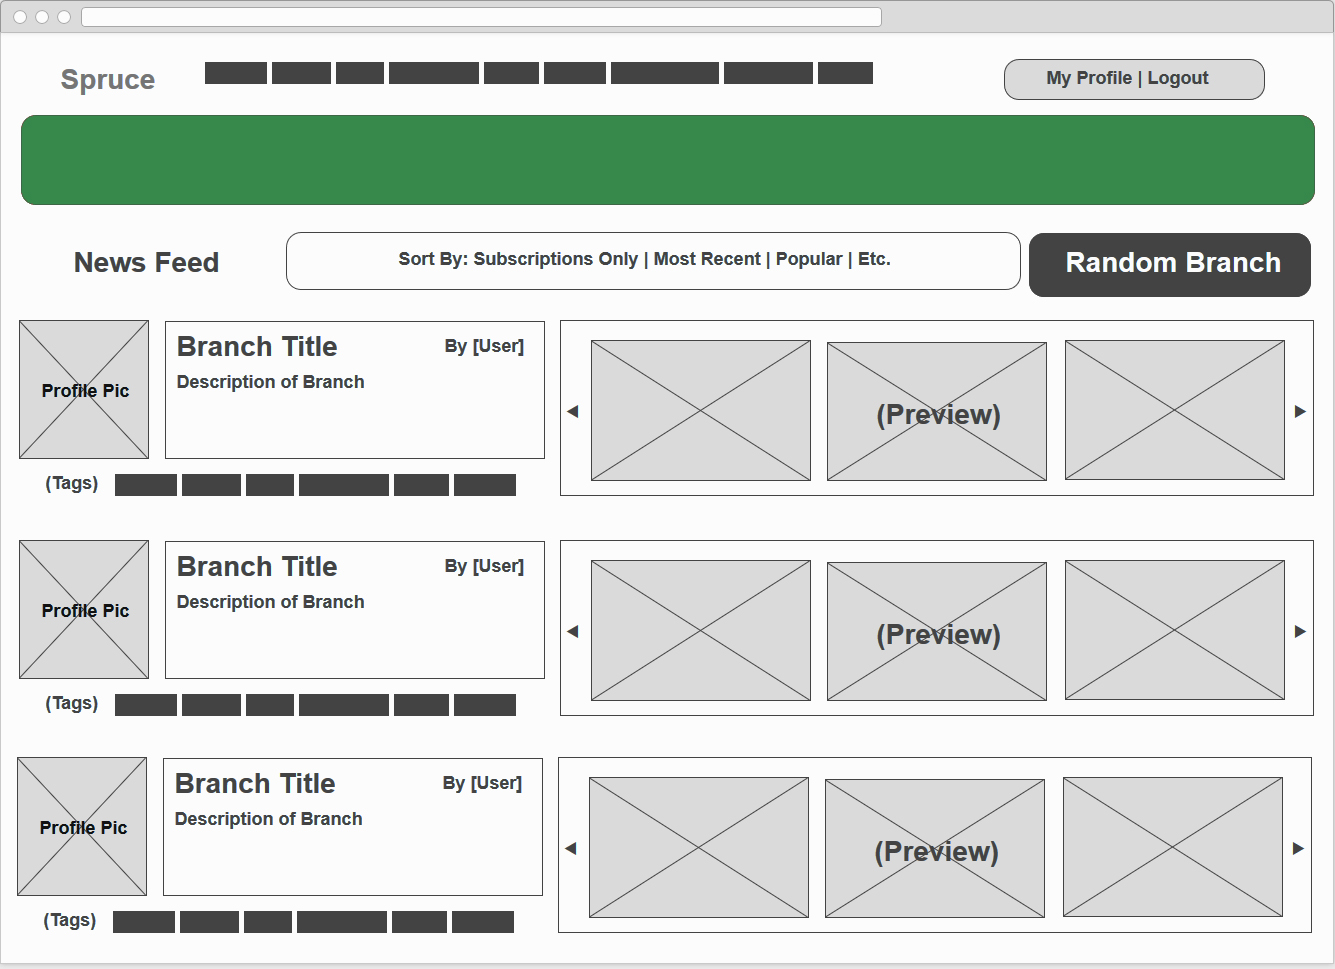 Spruce
My Profile | Logout
News Feed
Sort By: Subscriptions Only | Most Recent | Popular | Etc.
Random Branch
Profile Pic
Branch Title
By [User]
Description of Branch
(Preview)
(Tags)
Profile Pic
Branch Title
By [User]
Description of Branch
(Preview)
(Tags)
Profile Pic
Branch Title
By [User]
Description of Branch
(Preview)
(Tags)